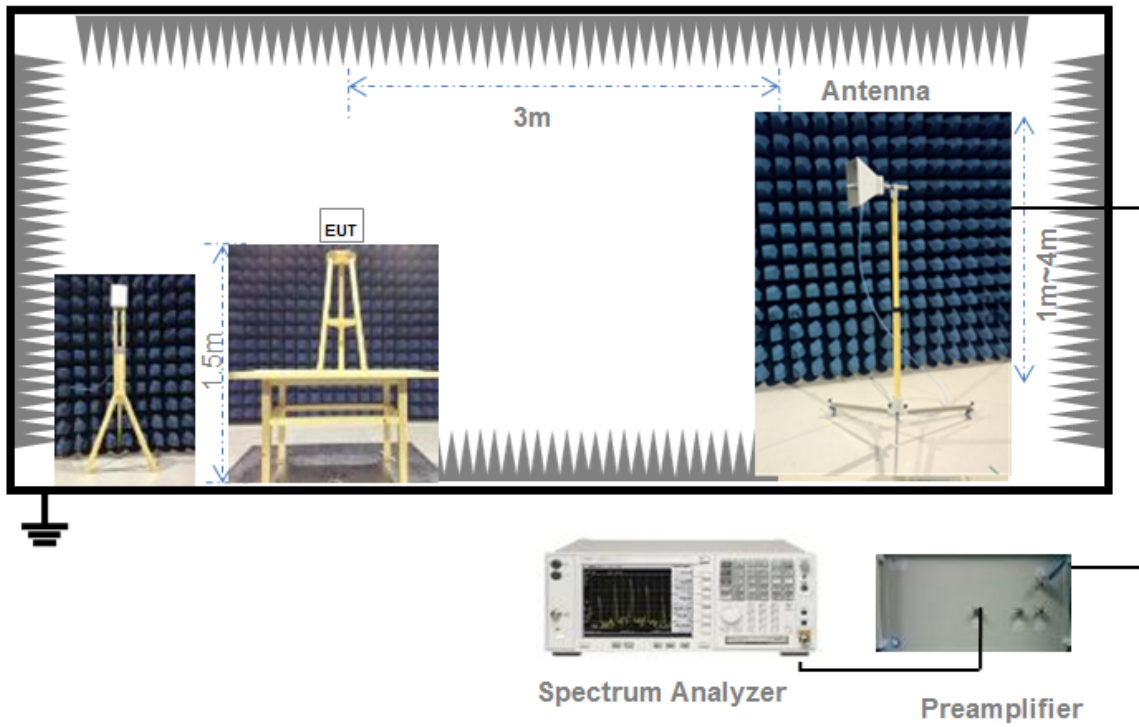 Antenna
3m
EUT
1.5m
1m~4m
Spectrum Analyzer
Preamplifier